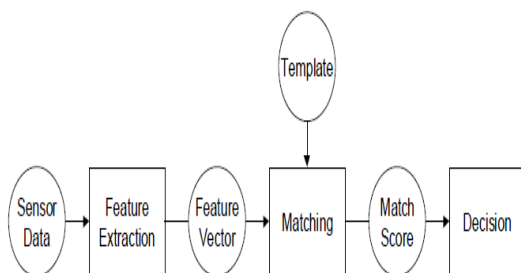 Template
Sensor
Data
Feature
Extraction
Feature
Vector
Matching
Match
Score
Decision